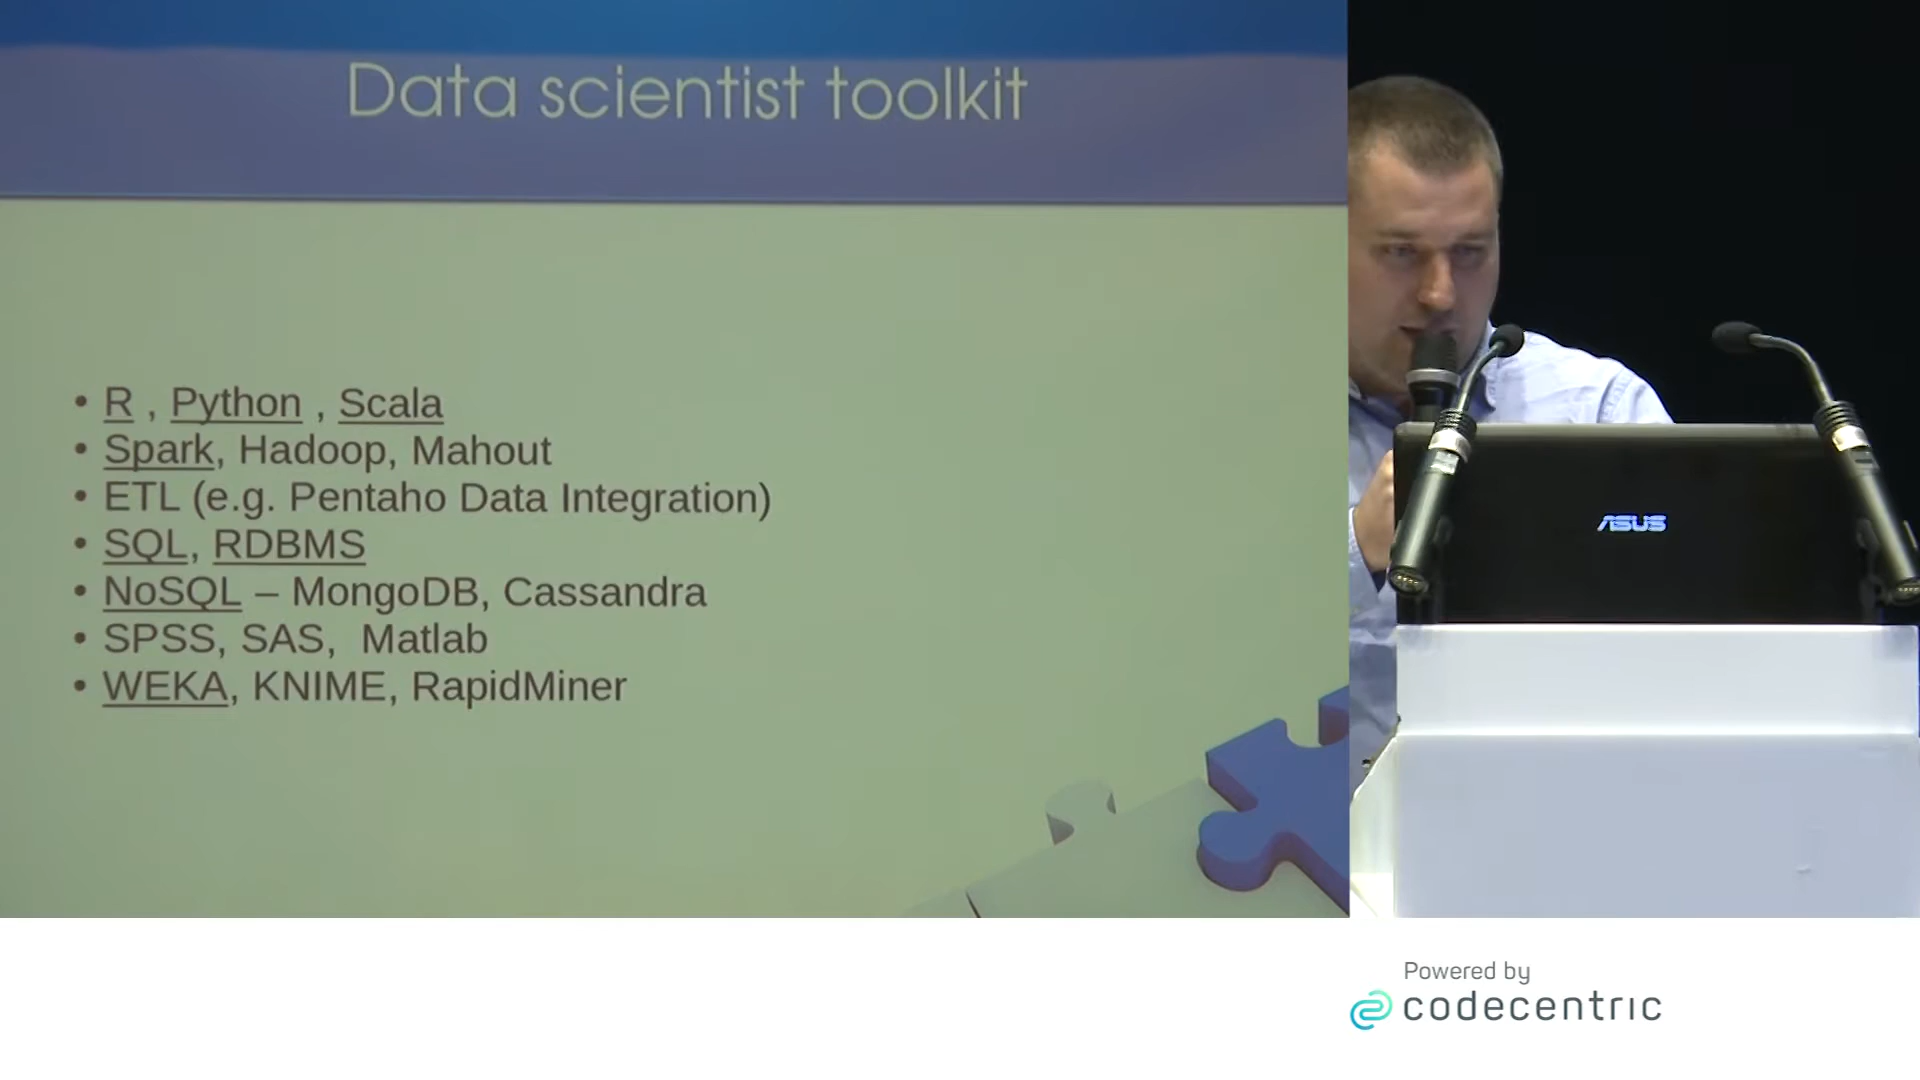 Data scientist toolkit
• R , Python , Scala
• Spark, Hadoop, Mahout
• ETL (e.g. Pentaho Data Integration)
• SQL, RDBMS
• NoSQL – MongoDB, Cassandra
• SPSS, SAS, Matlab
• WEKA, KNIME, RapidMiner
ASUS
Powered by
codecentric